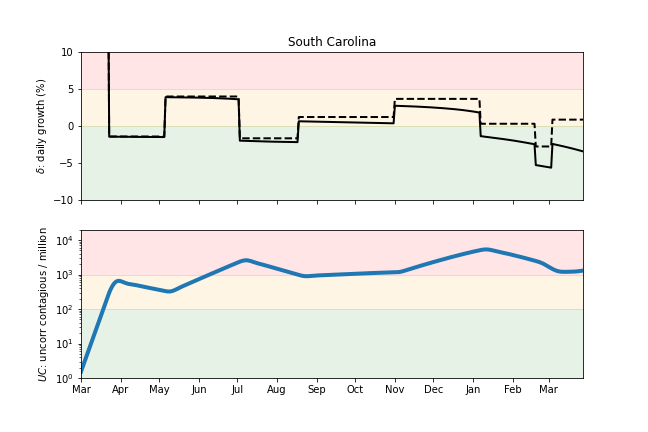 South Carolina
δ: daily growth (%)
10
5
0
−5
−10
UC: uncorr contagious / million
10⁴
10³
10²
10¹
10⁰
Mar Apr May Jun Jul Aug Sep Oct Nov Dec Jan Feb Mar